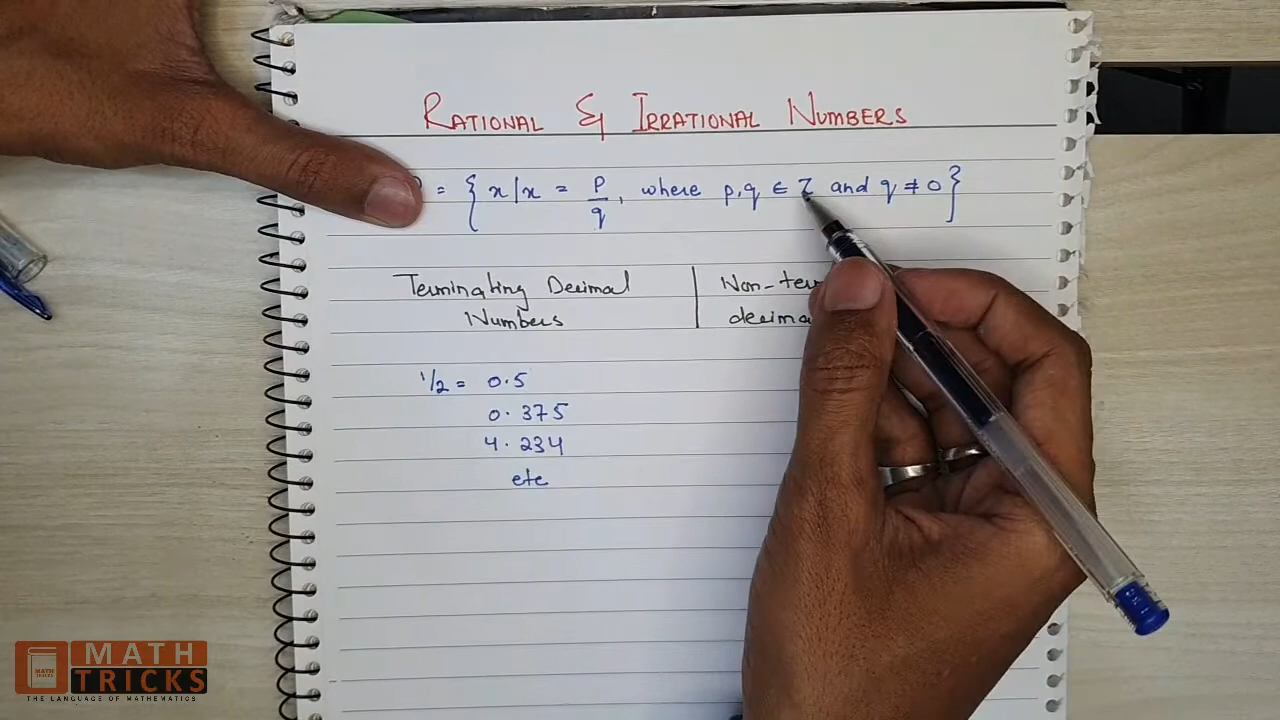 RATIONAL & IRRATIONAL NUMBERS
= { x/x = p/q, where p,q ∈ Z and q ≠ 0 }
Terminating Decimal Numbers
Non-ter
decima
1/2 = 0.5
0.375
4.234
etc
MATH TRICKS
THE LANGUAGE OF MATHEMATICS